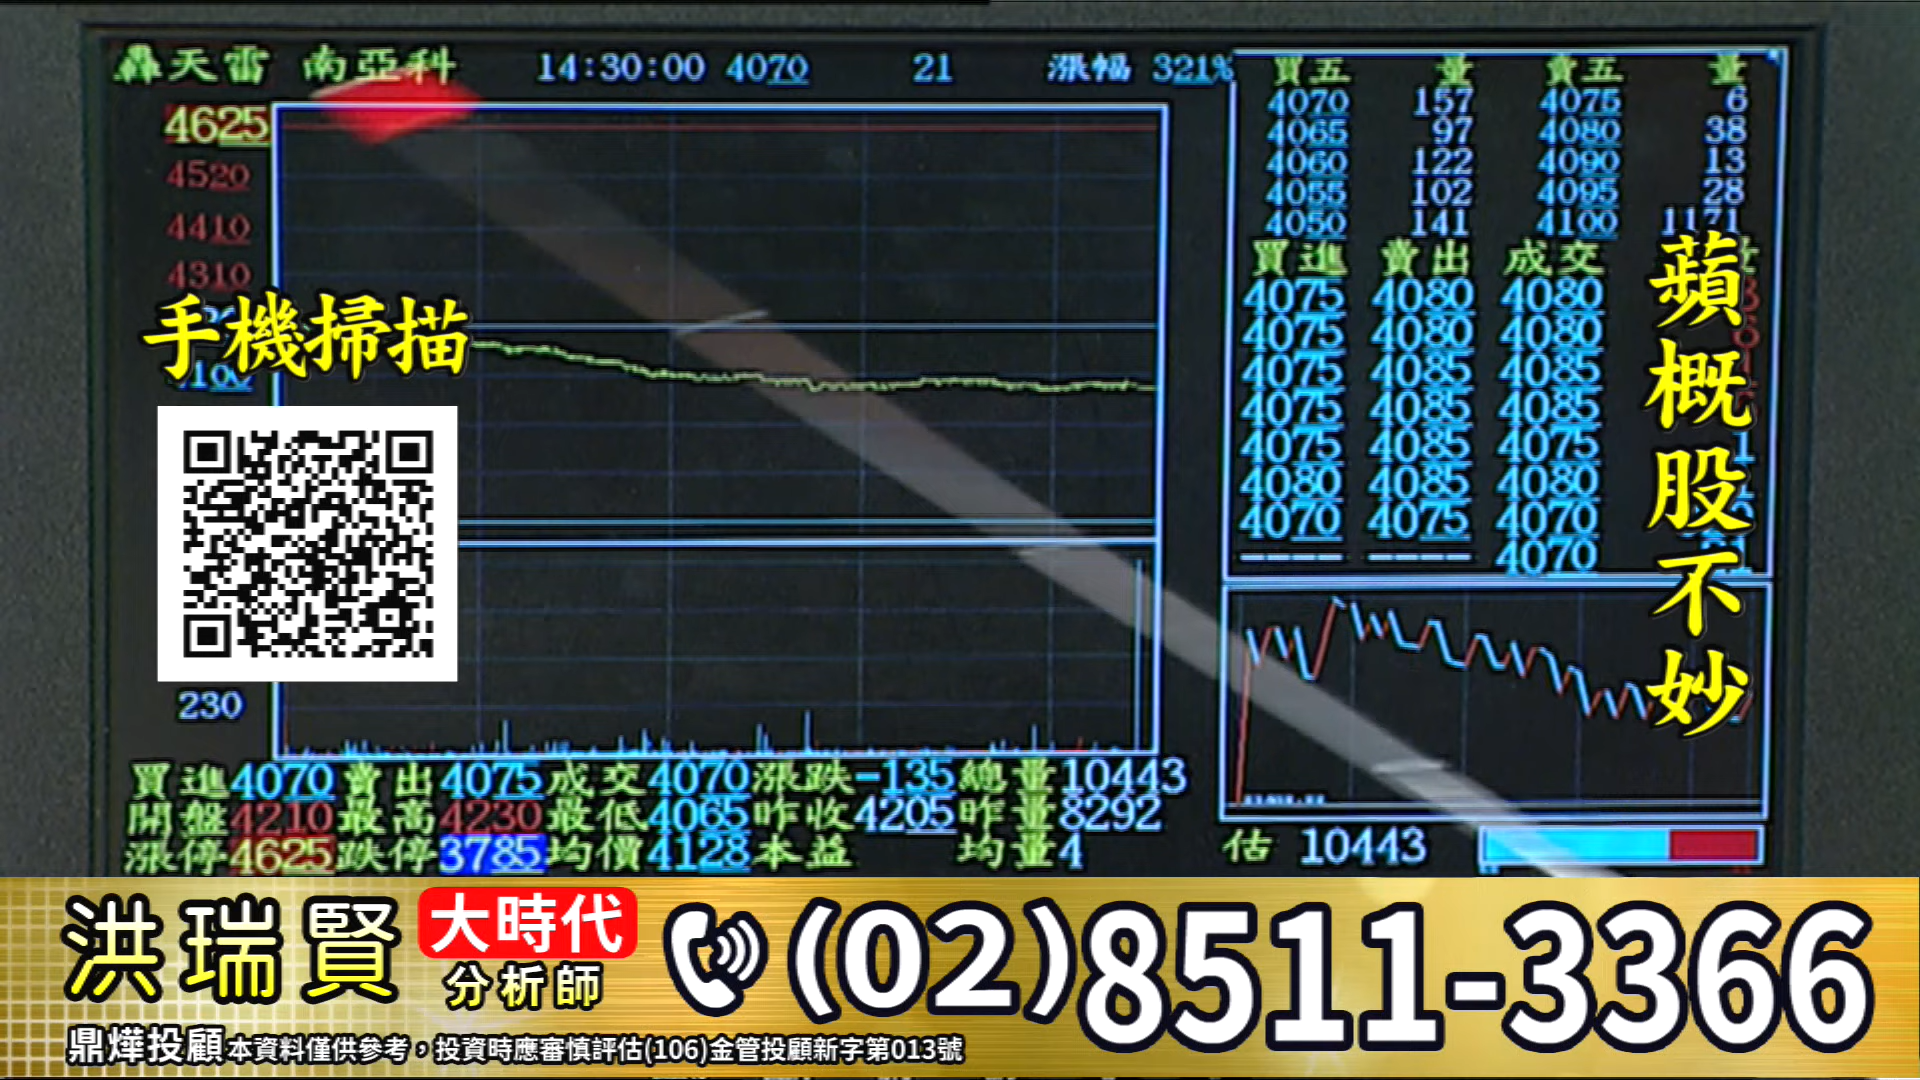 轟天雷 南亞科 14:30:00 4070 21 漲幅 321%
4625
4520
4410
4310
100
230
買五 量 賣五 量
4070 157 4075 6
4065 97 4080 38
4060 122 4090 13
4055 102 4095 28
4050 141 4100 1171
買進 賣出 成交
4075 4080 4080
4075 4080 4080
4075 4085 4085
4075 4085 4085
4075 4085 4075 1
4080 4085 4080
4070 4075 4070
4070
手機掃描
蘋概股不妙
買進4070賣出4075成交4070漲跌-135總量10443
開盤4210最高4230最低4065昨收4205昨量8292
漲停4625跌停3785均價4128本益 均量4
估 10443
洪瑞賢
大時代
分析師
(02)8511-3366
鼎燁投顧 本資料僅供參考，投資時應審慎評估(106)金管投顧新字第013號